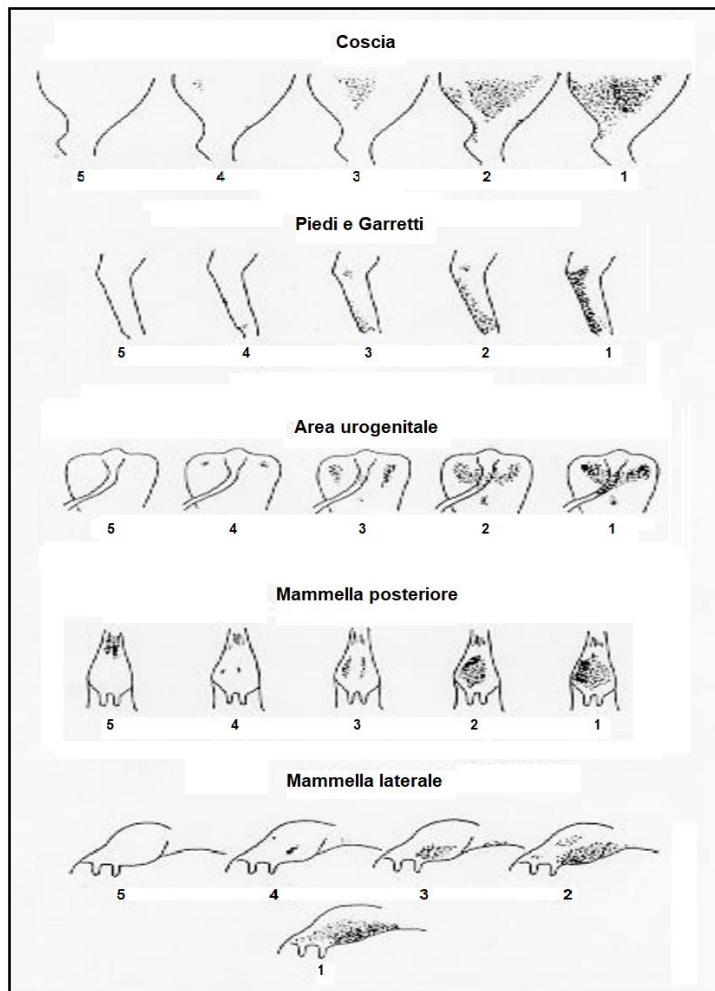 Coscia
5 4 3 2 1
Piedi e Garretti
5 4 3 2 1
Area urogenitale
5 4 3 2 1
Mammella posteriore
5 4 3 2 1
Mammella laterale
5 4 3 2
1